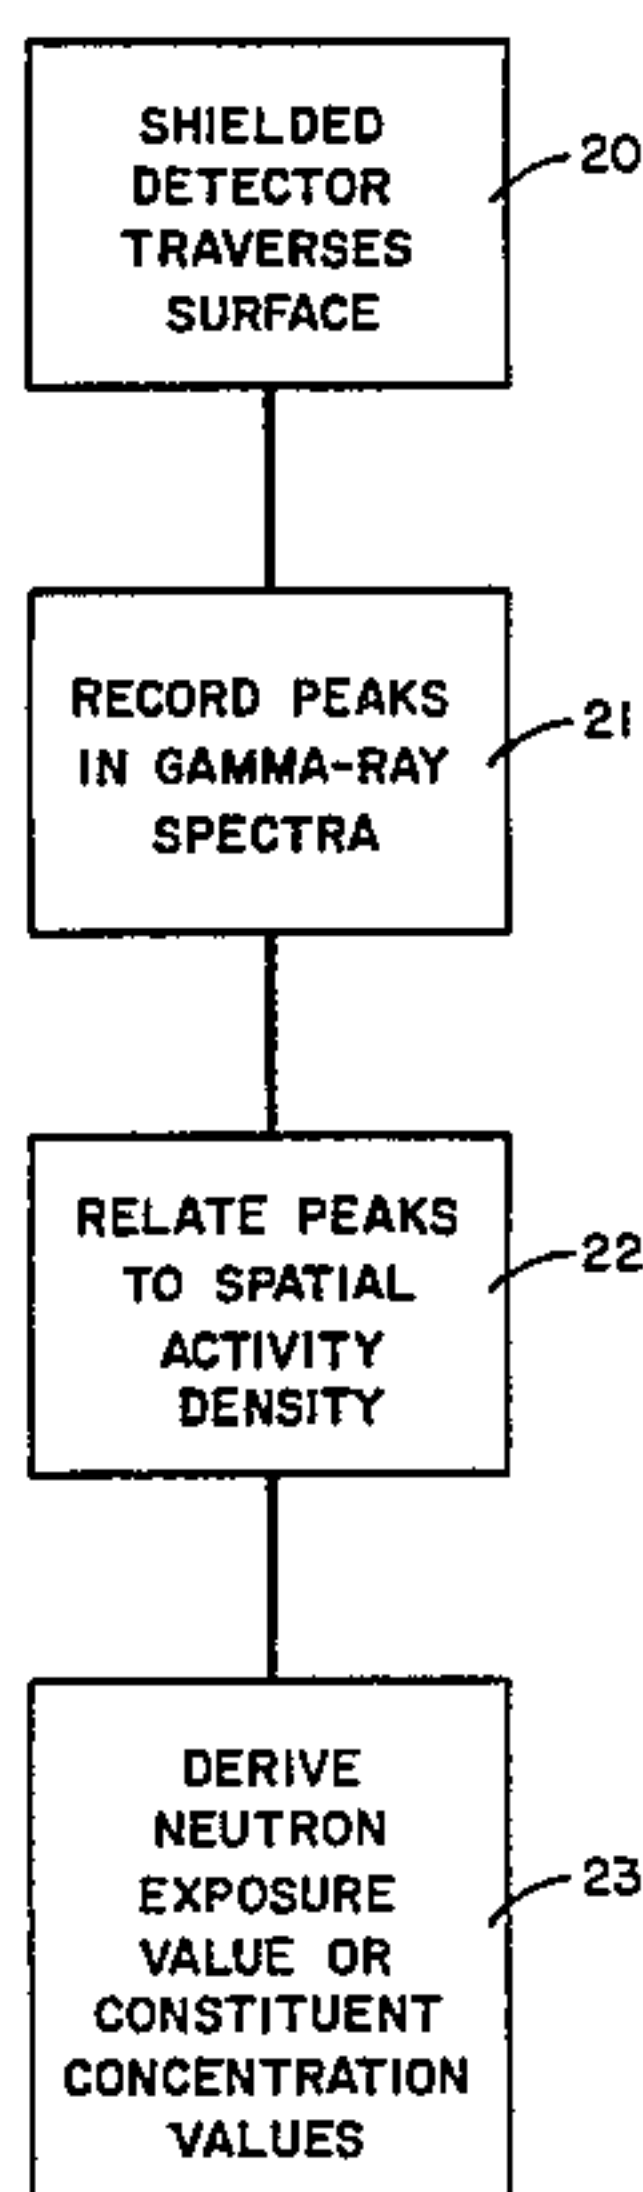 SHIELDED
DETECTOR
TRAVERSES
SURFACE
20
RECORD PEAKS
IN GAMMA-RAY
SPECTRA
21
RELATE PEAKS
TO SPATIAL
ACTIVITY
DENSITY
22
DERIVE
NEUTRON
EXPOSURE
VALUE OR
CONSTITUENT
CONCENTRATION
VALUES
23